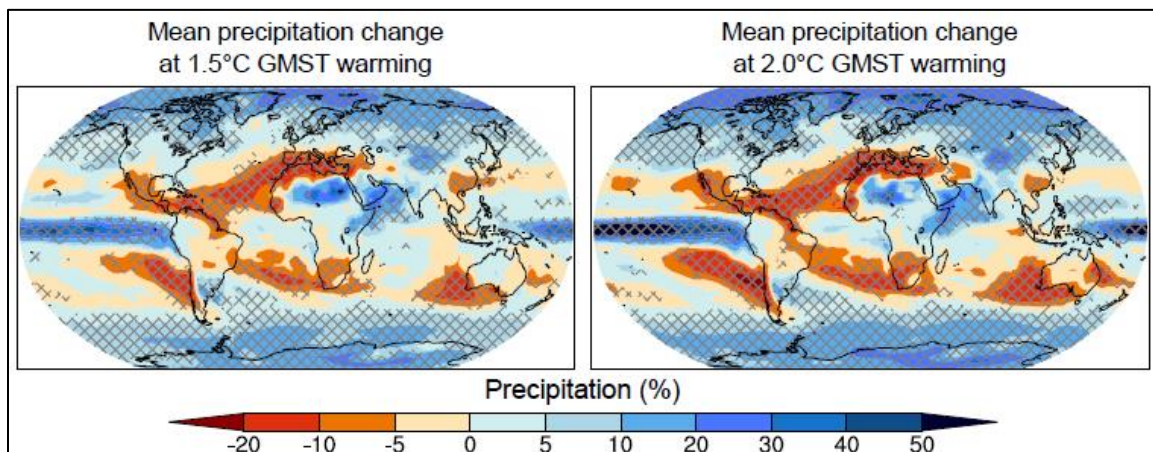 Mean precipitation change
at 1.5°C GMST warming
Mean precipitation change
at 2.0°C GMST warming
Precipitation (%)
-20 -10 -5 0 5 10 20 30 40 50